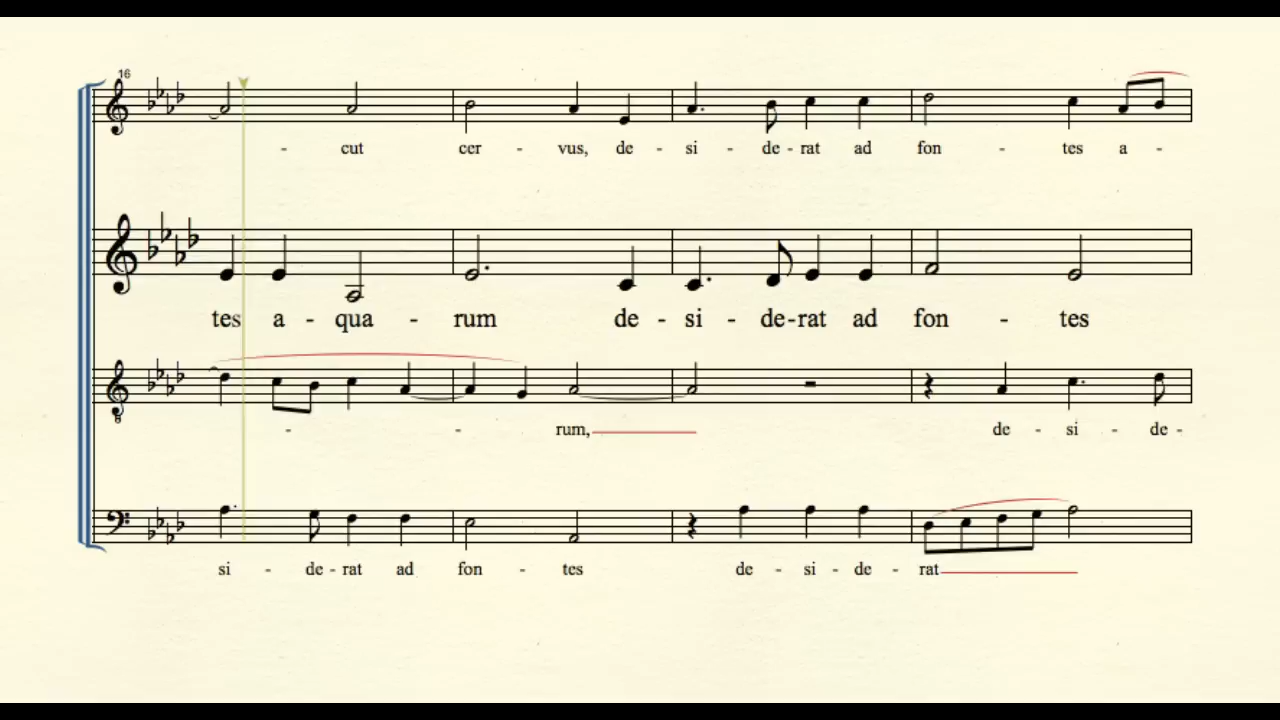 16
- cut cer - vus, de - si - de - rat ad fon - tes a -
tes a - qua - rum de - si - de - rat ad fon - tes
- - rum, de - si - de -
si - de - rat ad fon - tes de - si - de - rat